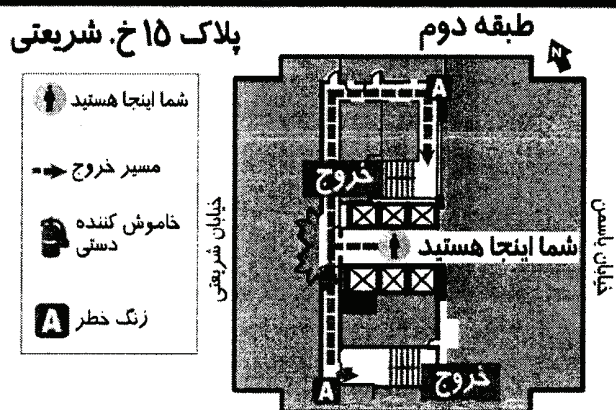 طبقه دوم
پلاک ۱۵ خ. شریعتی
N
شما اینجا هستید
مسیر خروج
خاموش کننده
دستی
زنگ خطر
A
خیابان شریعتی
A
خروج
شما اینجا هستید
خیابان یاسمن
خروج
A